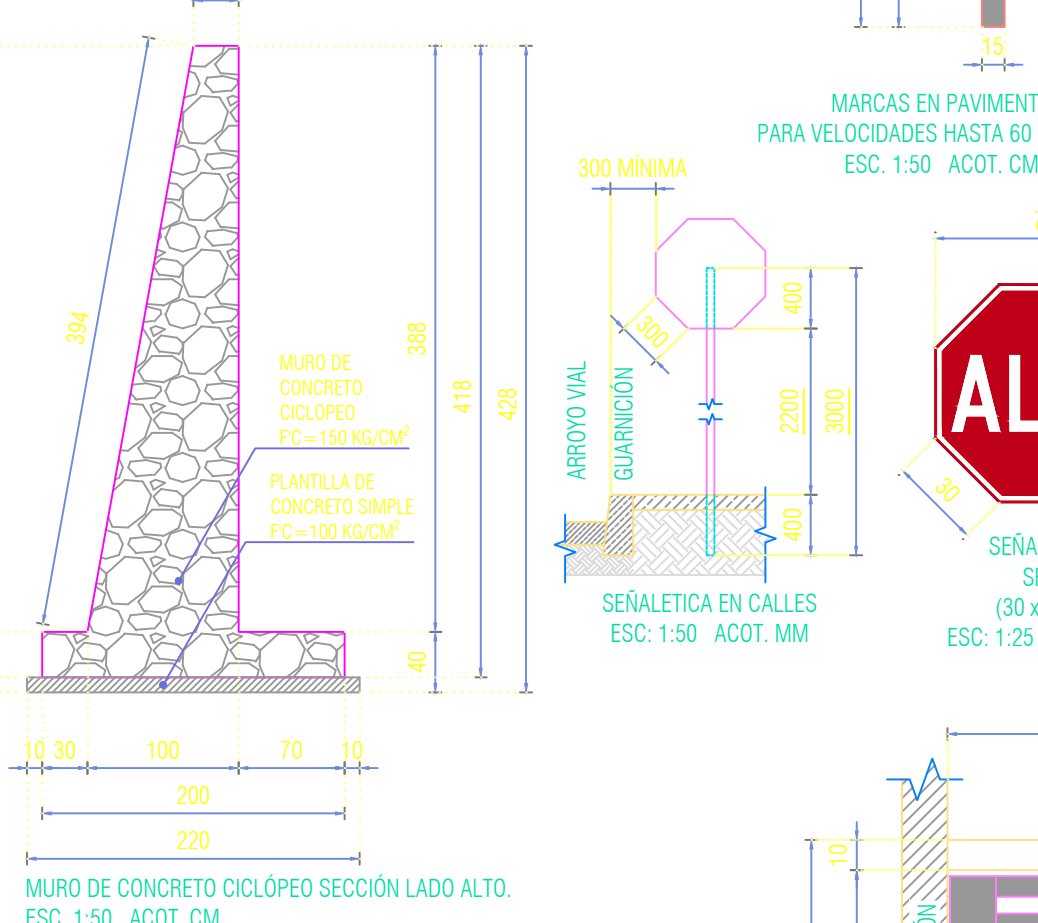 394
388
418
428
40
MURO DE
CONCRETO
CICLOPEO
F'C=150 KG/CM²
PLANTILLA DE
CONCRETO SIMPLE
F'C=100 KG/CM²
10 30 100 70 10
200
220
MURO DE CONCRETO CICLÓPEO SECCIÓN LADO ALTO.
ESC. 1:50 ACOT. CM
15
MARCAS EN PAVIMENT
PARA VELOCIDADES HASTA 60
ESC. 1:50 ACOT. CM
300 MÍNIMA
300
400
2200
3000
400
ARROYO VIAL
GUARNICIÓN
SEÑALETICA EN CALLES
ESC: 1:50 ACOT. MM
AL
30
SEÑA
(30 x
ESC: 1:25
10